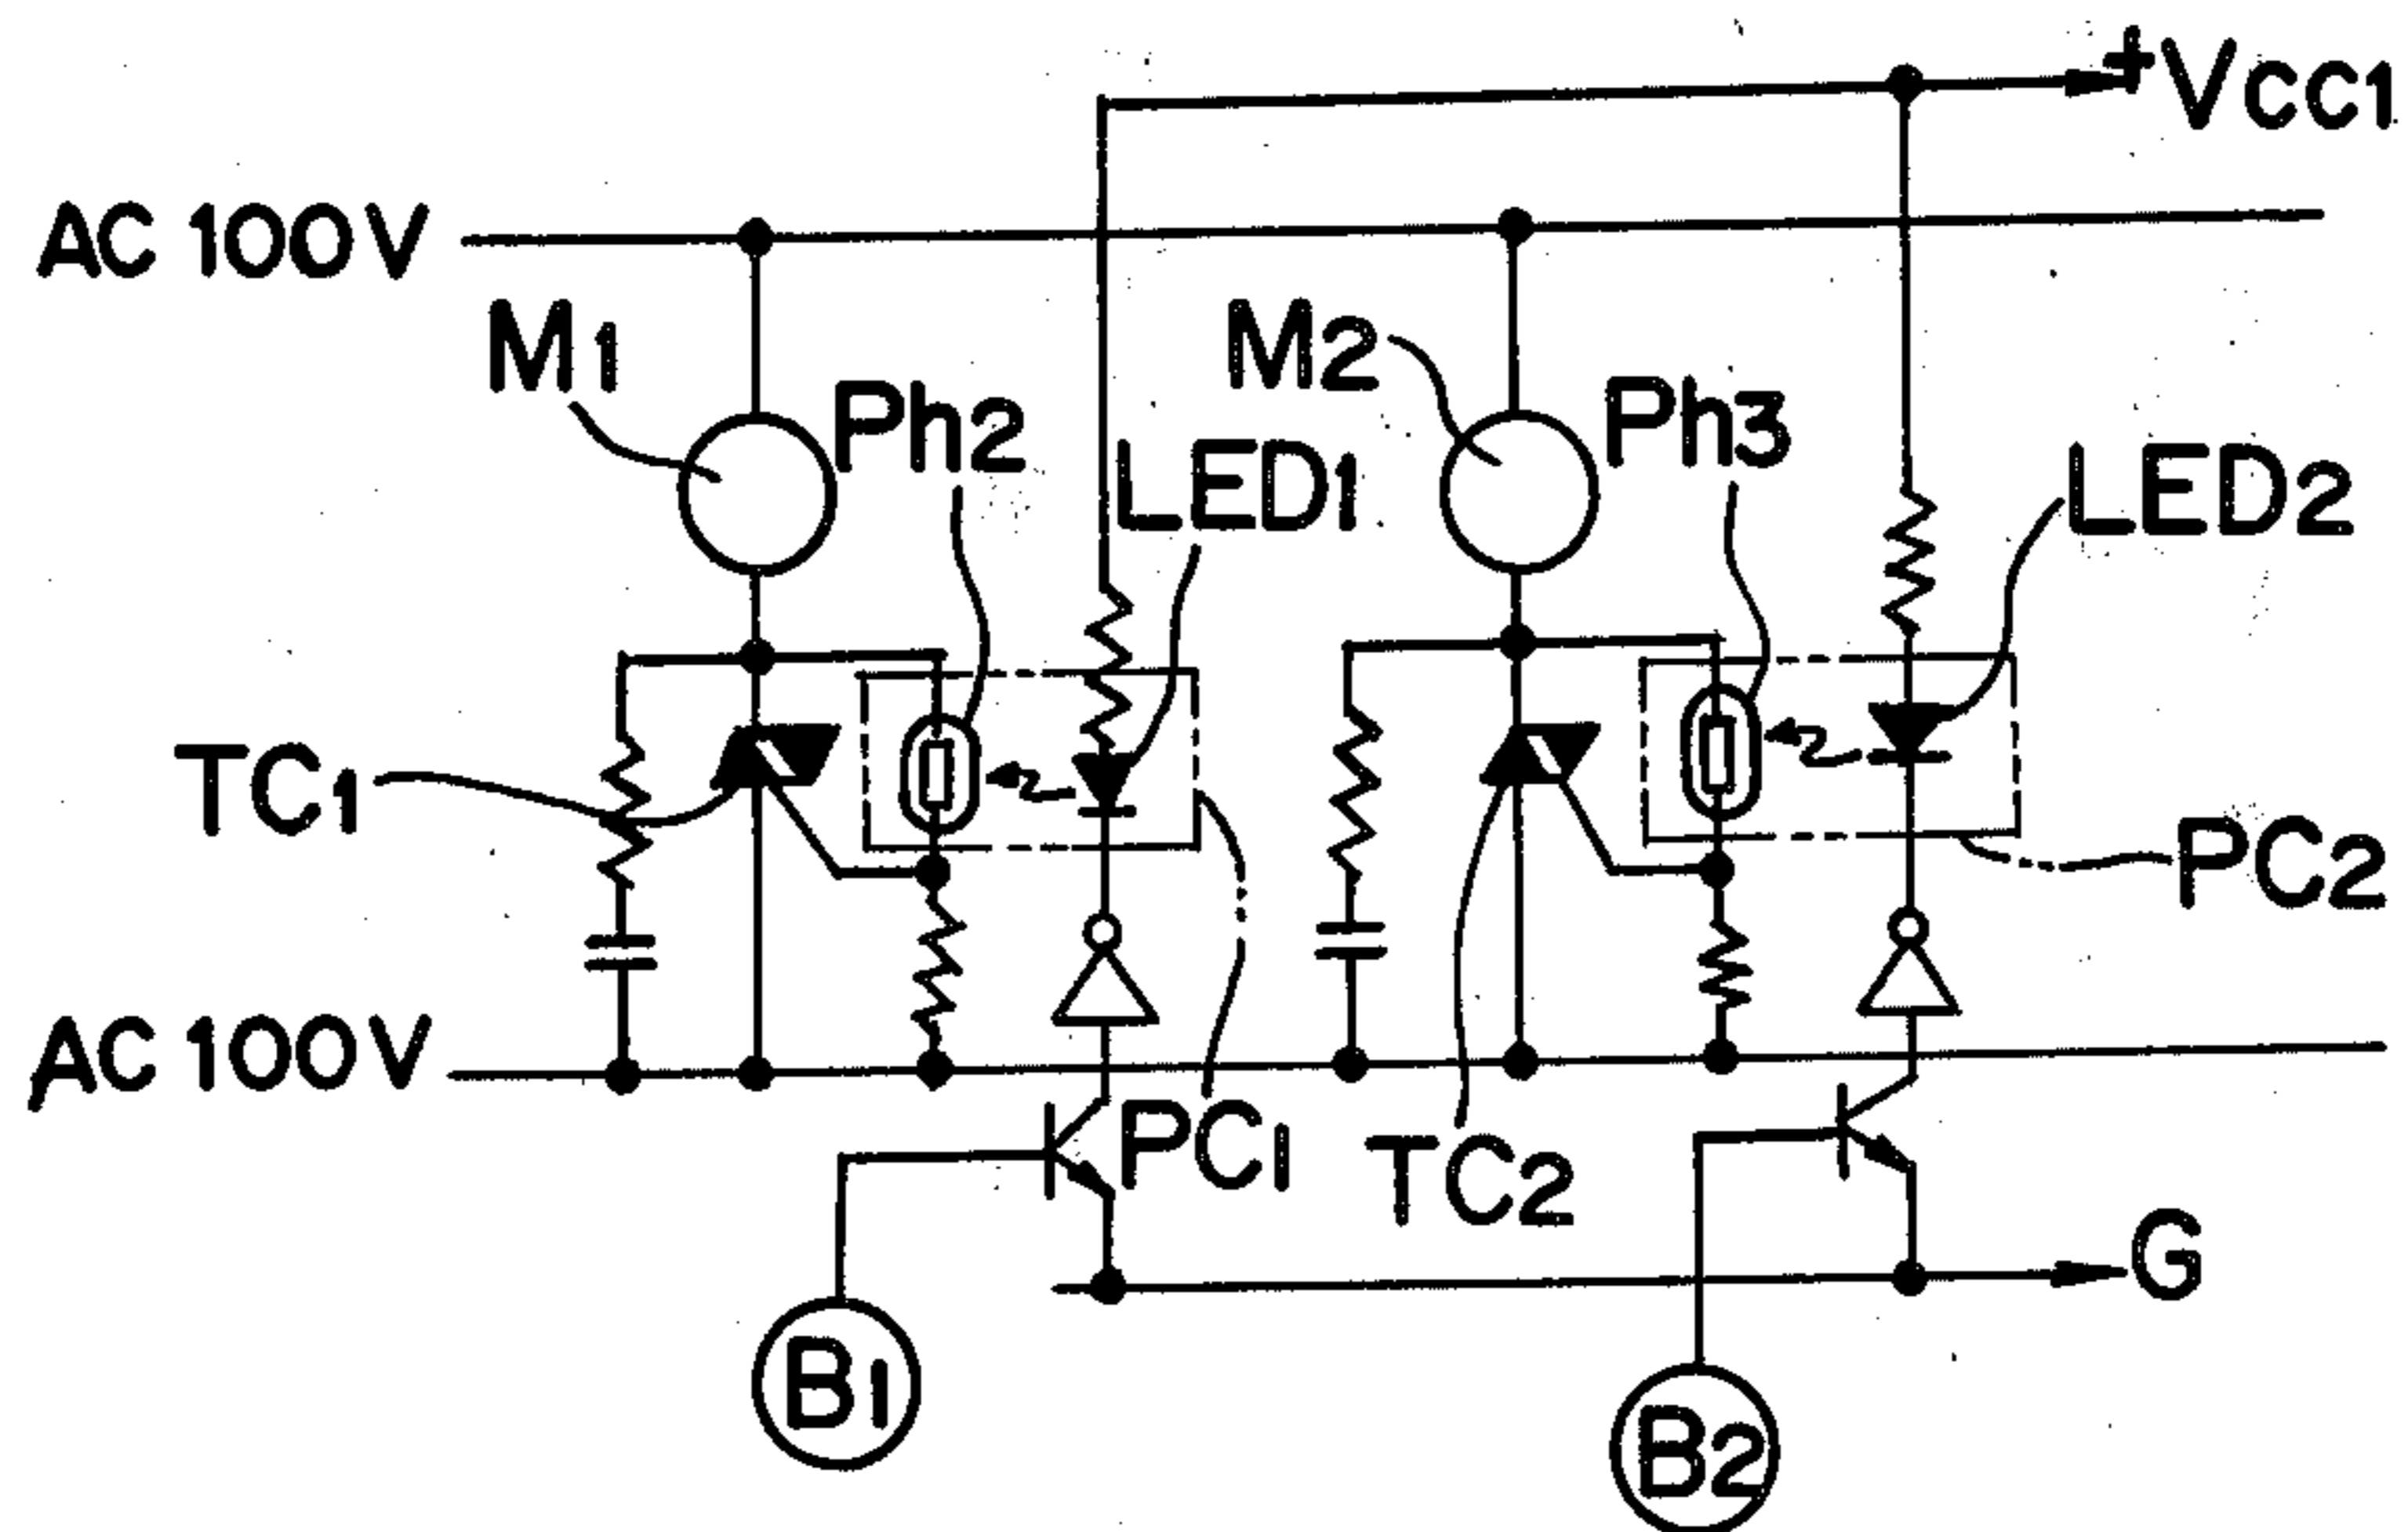 +Vcc1
AC 100V
M1
M2
Ph2
Ph3
LED1
LED2
TC1
PC2
AC 100V
PC1
TC2
G
B1
B2